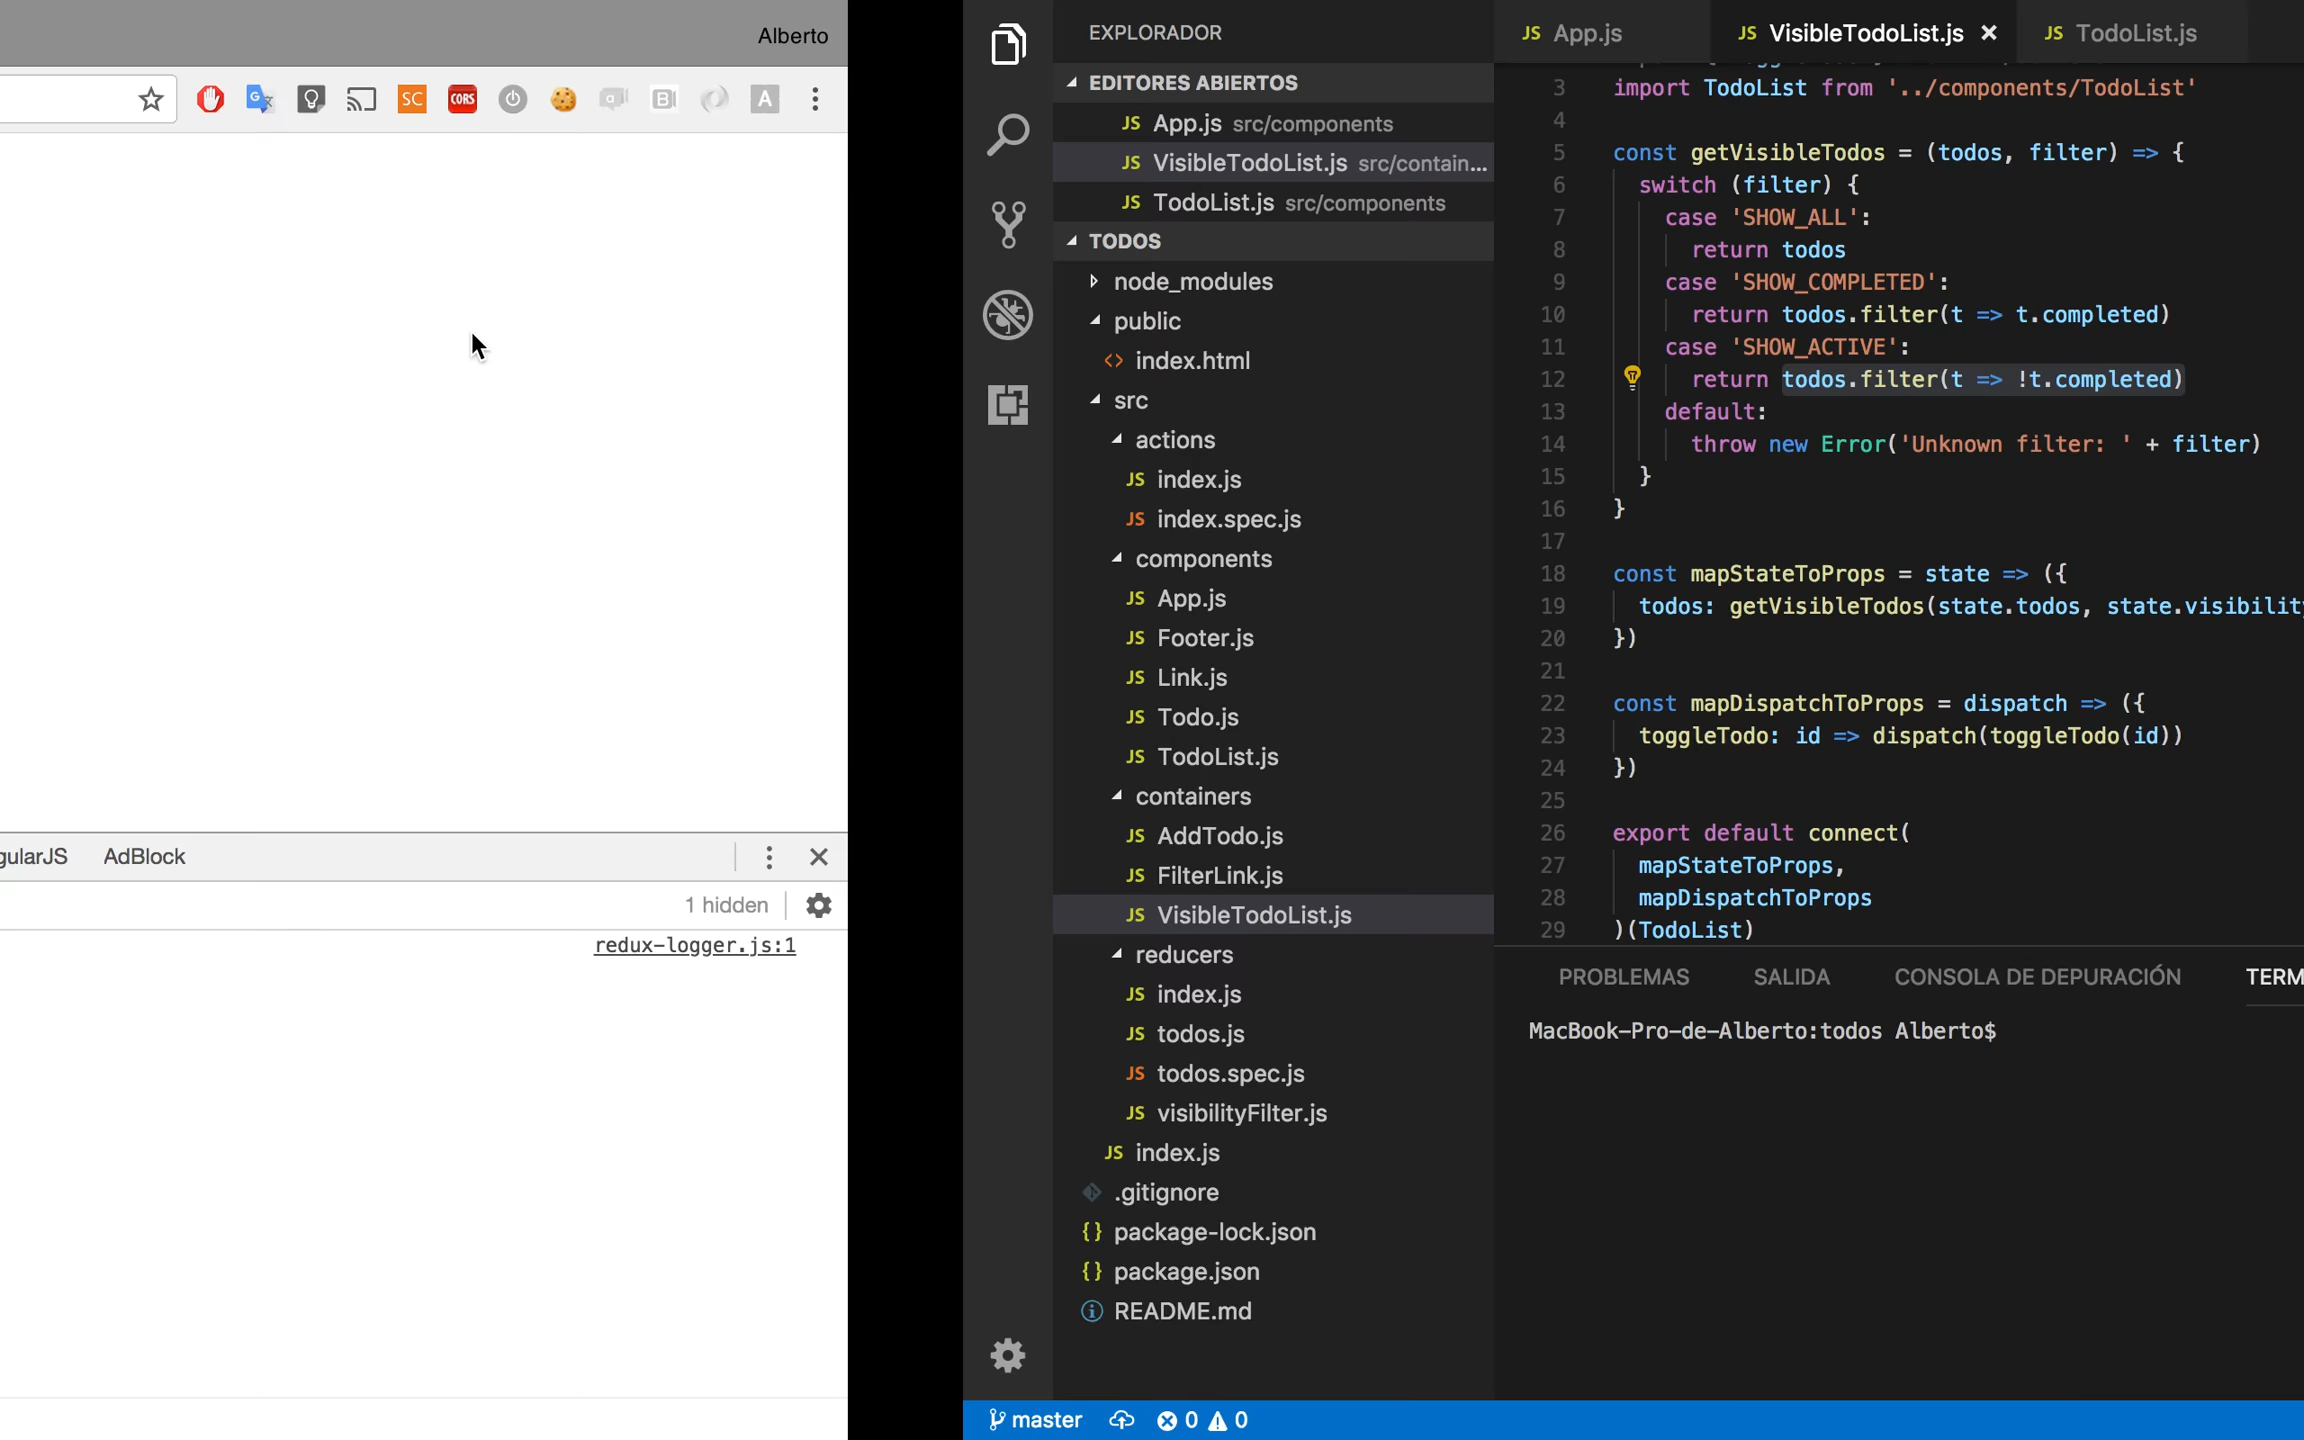 Alberto
SC
CORS
a
B
A
gularJS AdBlock
1 hidden
redux-logger.js:1
EXPLORADOR
EDITORES ABIERTOS
JS App.js src/components
JS VisibleTodoList.js src/contain...
JS TodoList.js src/components
TODOS
node_modules
public
<> index.html
src
actions
JS index.js
JS index.spec.js
components
JS App.js
JS Footer.js
JS Link.js
JS Todo.js
JS TodoList.js
containers
JS AddTodo.js
JS FilterLink.js
JS VisibleTodoList.js
reducers
JS index.js
JS todos.js
JS todos.spec.js
JS visibilityFilter.js
JS index.js
.gitignore
{} package-lock.json
{} package.json
README.md
JS App.js JS VisibleTodoList.js × JS TodoList.js
3 import TodoList from '../components/TodoList'
4
5 const getVisibleTodos = (todos, filter) => {
6 switch (filter) {
7 case 'SHOW_ALL':
8 return todos
9 case 'SHOW_COMPLETED':
10 return todos.filter(t => t.completed)
11 case 'SHOW_ACTIVE':
12 return todos.filter(t => !t.completed)
13 default:
14 throw new Error('Unknown filter: ' + filter)
15 }
16 }
17
18 const mapStateToProps = state => ({
19 todos: getVisibleTodos(state.todos, state.visibilit
20 })
21
22 const mapDispatchToProps = dispatch => ({
23 toggleTodo: id => dispatch(toggleTodo(id))
24 })
25
26 export default connect(
27 mapStateToProps,
28 mapDispatchToProps
29 )(TodoList)
PROBLEMAS SALIDA CONSOLA DE DEPURACIÓN TERM
MacBook-Pro-de-Alberto:todos Alberto$
master 0 0